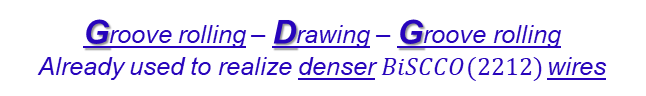 Groove rolling – Drawing – Groove rolling
Already used to realize denser BiSCCO(2212) wires